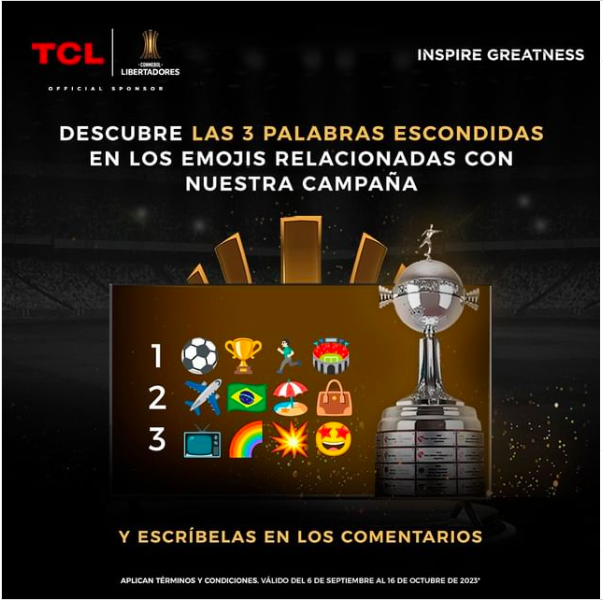 TCL
CONMEBOL
LIBERTADORES
OFFICIAL SPONSOR
INSPIRE GREATNESS
DESCUBRE LAS 3 PALABRAS ESCONDIDAS
EN LOS EMOJIS RELACIONADAS CON
NUESTRA CAMPAÑA
1
2
3
Y ESCRÍBELAS EN LOS COMENTARIOS
APLICAN TÉRMINOS Y CONDICIONES. VÁLIDO DEL 6 DE SEPTIEMBRE AL 16 DE OCTUBRE DE 2023*